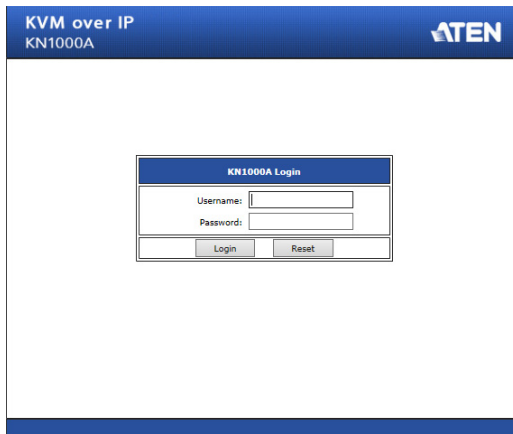 KVM over IP
KN1000A
ATEN
KN1000A Login
Username:
Password:
Login Reset